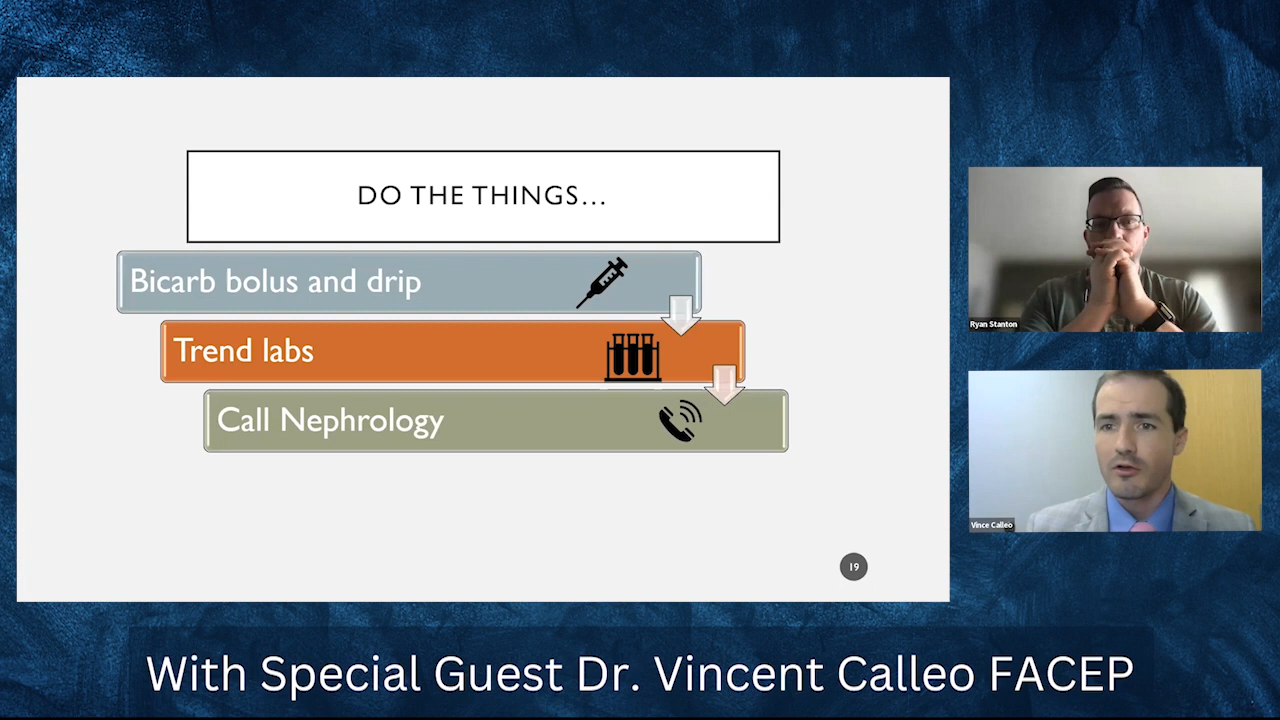 DO THE THINGS...
Bicarb bolus and drip
Trend labs
Call Nephrology
19
Ryan Stanton
Vince Calleo
With Special Guest Dr. Vincent Calleo FACEP